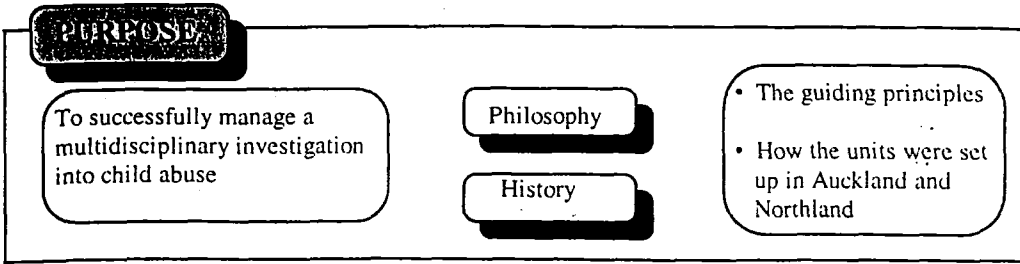 PURPOSE
To successfully manage a
multidisciplinary investigation
into child abuse
Philosophy
History
• The guiding principles
• How the units were set
up in Auckland and
Northland